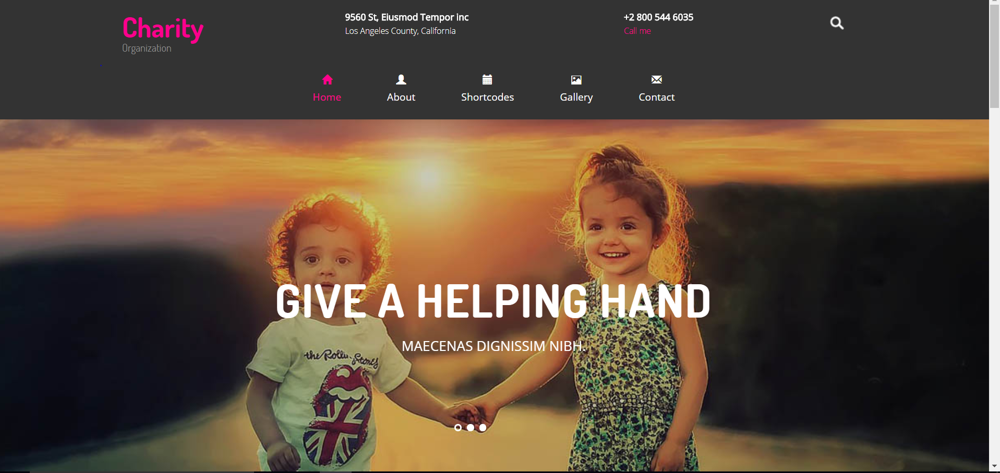 Charity
Organization
9560 St, Eiusmod Tempor inc
Los Angeles County, California
+2 800 544 6035
Call me
Home
About
Shortcodes
Gallery
Contact
GIVE A HELPING HAND
MAECENAS DIGNISSIM NIBH.
the Rolling Stones